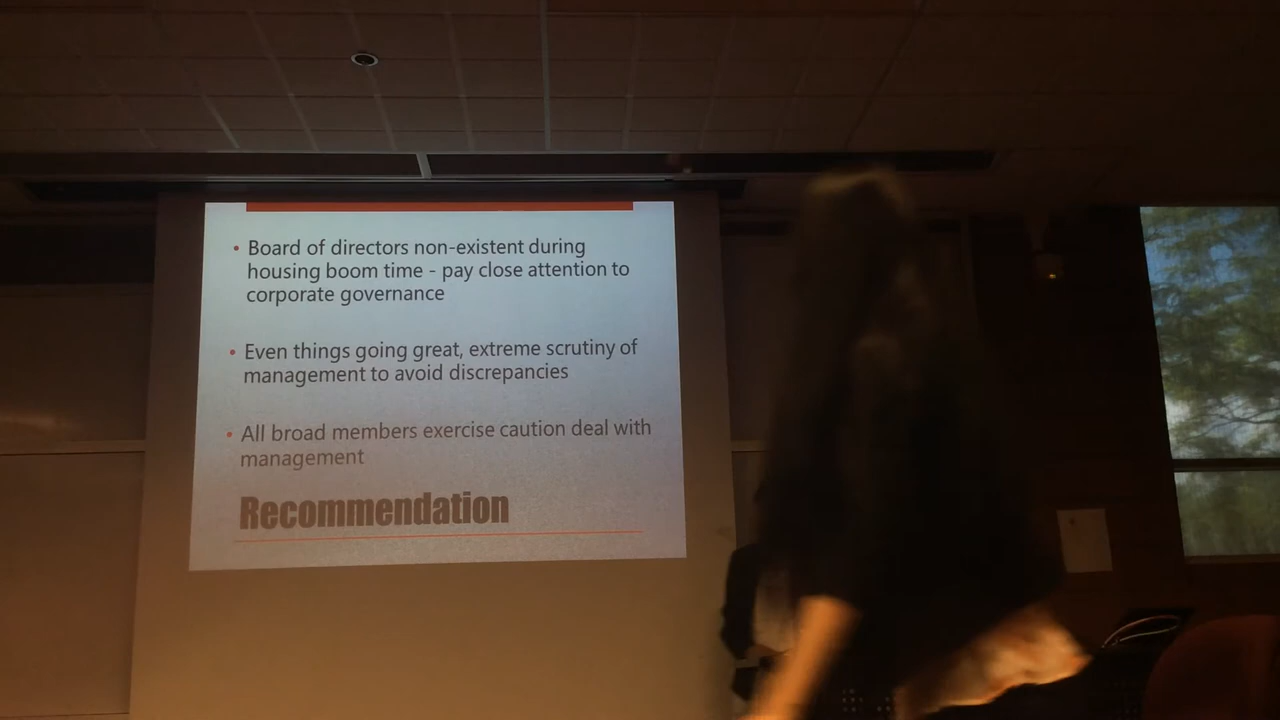 • Board of directors non-existent during
housing boom time - pay close attention to
corporate governance
• Even things going great, extreme scrutiny of
management to avoid discrepancies
• All broad members exercise caution deal with
management
Recommendation